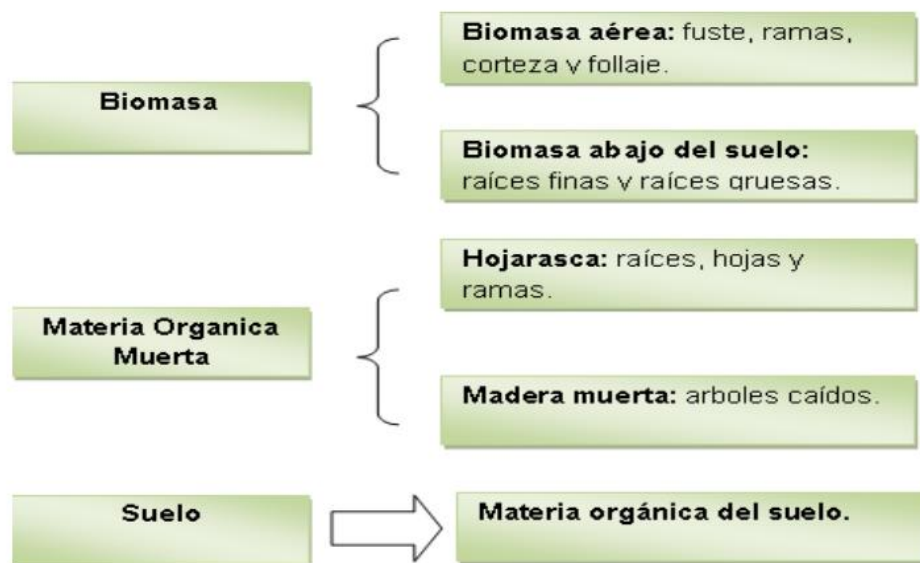 Biomasa
Biomasa aérea: fuste, ramas,
corteza y follaje.
Biomasa abajo del suelo:
raíces finas y raíces gruesas.
Materia Organica
Muerta
Hojarasca: raíces, hojas y
ramas.
Madera muerta: arboles caídos.
Suelo
Materia orgánica del suelo.